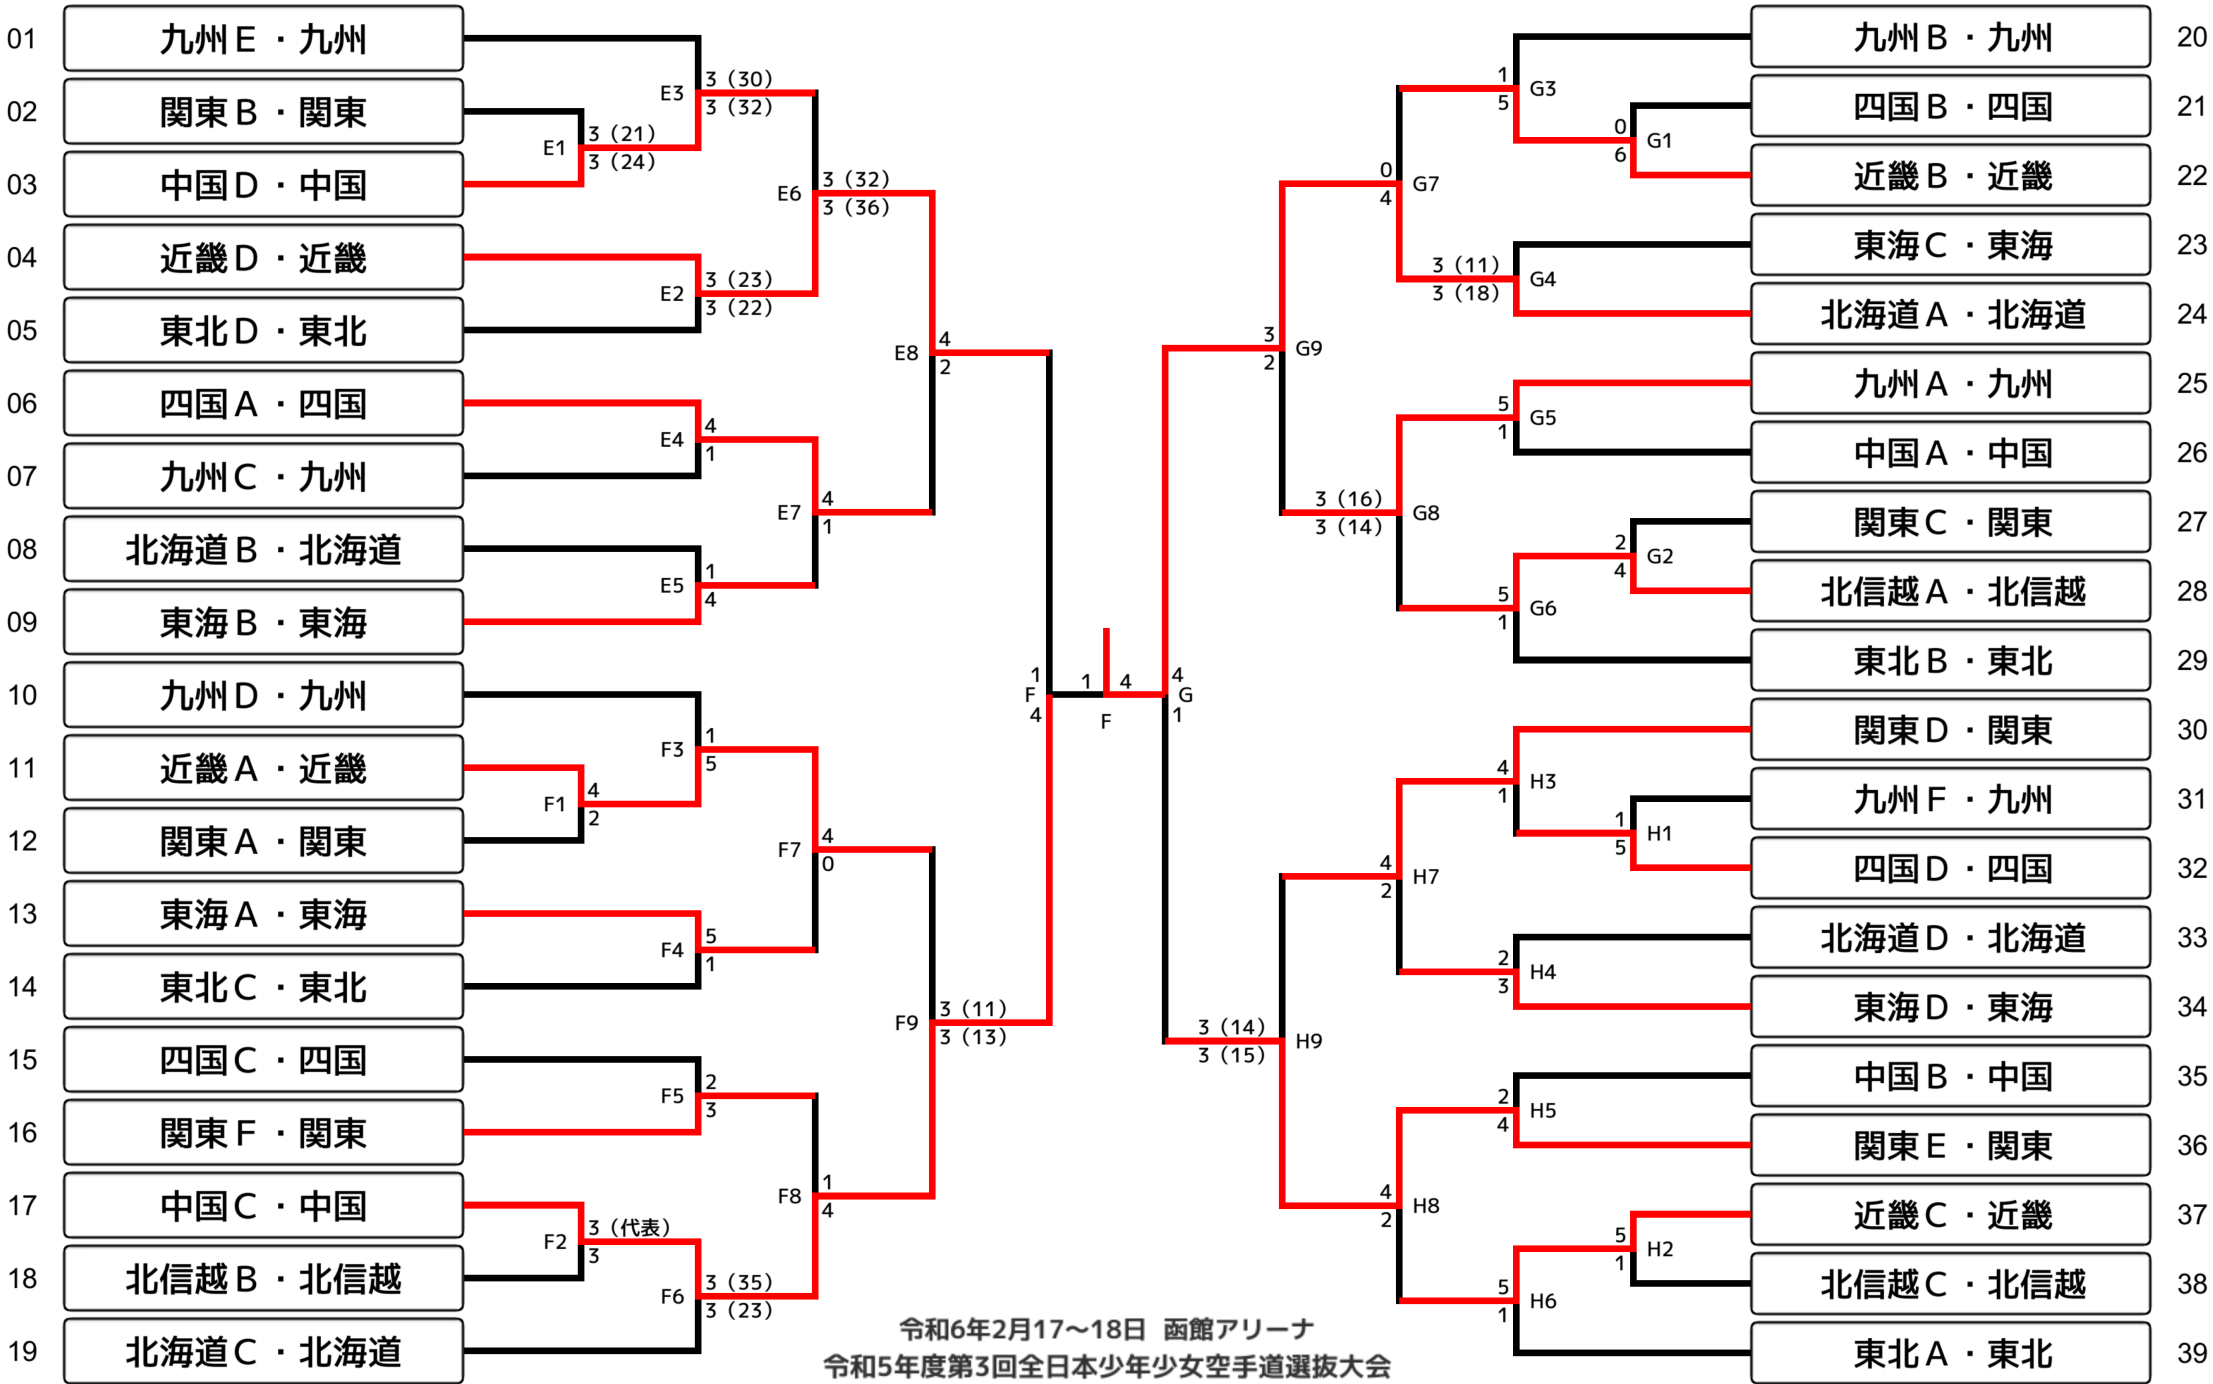 01 九州Ｅ・九州
02 関東Ｂ・関東
03 中国Ｄ・中国
04 近畿Ｄ・近畿
05 東北Ｄ・東北
06 四国Ａ・四国
07 九州Ｃ・九州
08 北海道Ｂ・北海道
09 東海Ｂ・東海
10 九州Ｄ・九州
11 近畿Ａ・近畿
12 関東Ａ・関東
13 東海Ａ・東海
14 東北Ｃ・東北
15 四国Ｃ・四国
16 関東Ｆ・関東
17 中国Ｃ・中国
18 北信越Ｂ・北信越
19 北海道Ｃ・北海道
E1
3（21）
3（24）
F1
4
2
F2
3（代表）
3
E3
3（30）
3（32）
E2
3（23）
3（22）
E4
4
1
E5
1
4
F3
1
5
F4
5
1
F5
2
3
F6
3（35）
3（23）
E6
3（32）
3（36）
E7
4
1
F7
4
0
F8
1
4
E8
4
2
F9
3（11）
3（13）
1
F
4
1
4
F
4
G
1
3
2
G9
3（14）
3（15）
H9
0
4
G7
3（16）
3（14）
G8
4
2
H7
4
2
H8
1
5
G3
3（11）
3（18）
G4
5
1
G5
5
1
G6
4
1
H3
2
3
H4
2
4
H5
5
1
H6
0
6
G1
2
4
G2
1
5
H1
5
1
H2
九州Ｂ・九州 20
四国Ｂ・四国 21
近畿Ｂ・近畿 22
東海Ｃ・東海 23
北海道Ａ・北海道 24
九州Ａ・九州 25
中国Ａ・中国 26
関東Ｃ・関東 27
北信越Ａ・北信越 28
東北Ｂ・東北 29
関東Ｄ・関東 30
九州Ｆ・九州 31
四国Ｄ・四国 32
北海道Ｄ・北海道 33
東海Ｄ・東海 34
中国Ｂ・中国 35
関東Ｅ・関東 36
近畿Ｃ・近畿 37
北信越Ｃ・北信越 38
東北Ａ・東北 39
令和6年2月17～18日 函館アリーナ
令和5年度第3回全日本少年少女空手道選抜大会